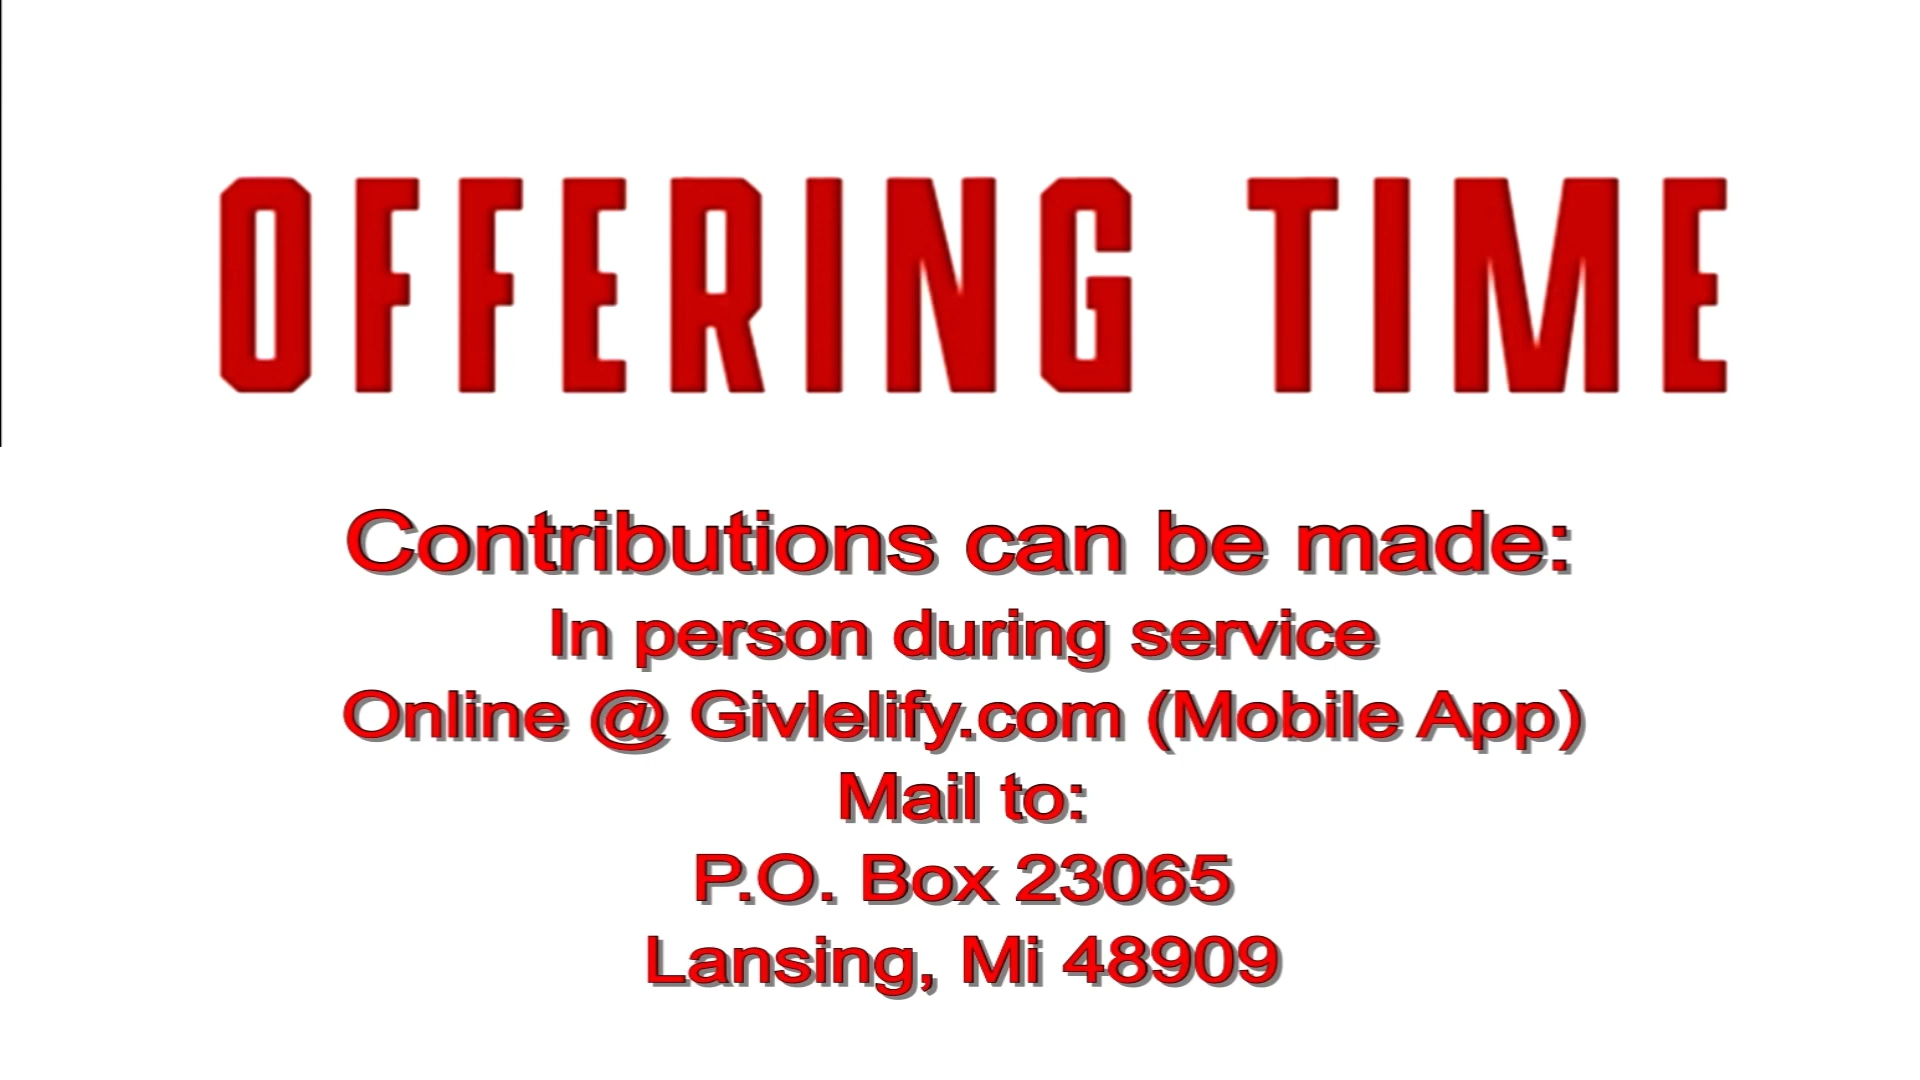 OFFERING TIME
Contributions can be made:
In person during service
Online @ Givlelify.com (Mobile App)
Mail to:
P.O. Box 23065
Lansing, Mi 48909